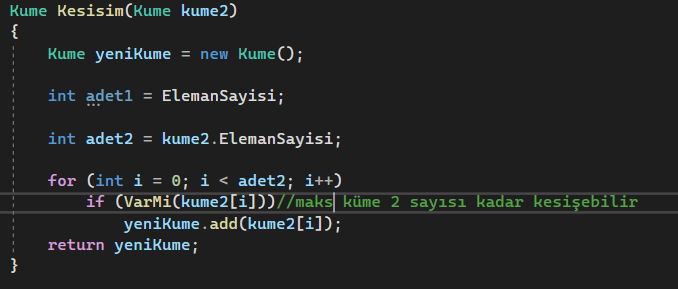 Kume Kesisim(Kume kume2)
{
Kume yeniKume = new Kume();
int adet1 = ElemanSayisi;
int adet2 = kume2.ElemanSayisi;
for (int i = 0; i < adet2; i++)
if (VarMi(kume2[i]))//maks küme 2 sayısı kadar kesişebilir
yeniKume.add(kume2[i]);
return yeniKume;
}